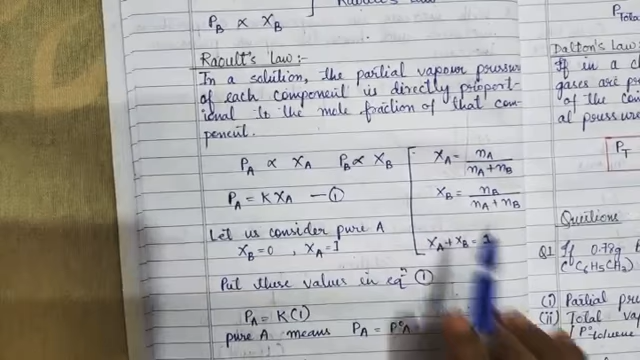 P_B ∝ X_B
Raoult's law:-
In a solution, the partial vapour pressure
of each component is directly proport-
ional to the mole fraction of that com-
ponent.
P_A ∝ X_A P_B ∝ X_B
P_A = K X_A —①
Let us consider pure A
X_B = 0 , X_A = 1
Put these values in eqⁿ ①
P_A = K(1)
pure A means P_A = P°_A
X_A = n_A / (n_A + n_B)
X_B = n_B / (n_A + n_B)
X_A + X_B = 1
P_Total
Dalton's Law:
If in a
gases are
of the
al pressure
P_T
Questions
Q1 If 0.78g
(C₆H₅CH₃)
(i) Partial
(ii) Total
P°toluene